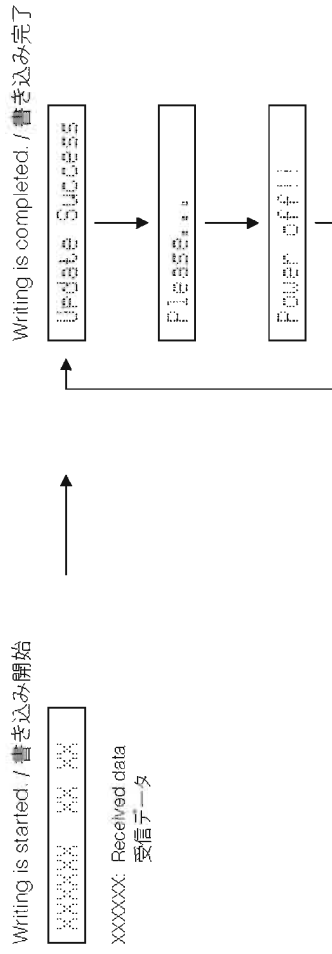 Writing is started. / 書き込み開始
XXXXXX XX XX
XXXXXX: Received data
受信データ
Writing is completed. / 書き込み完了
Update Success
Please...
Power off!!